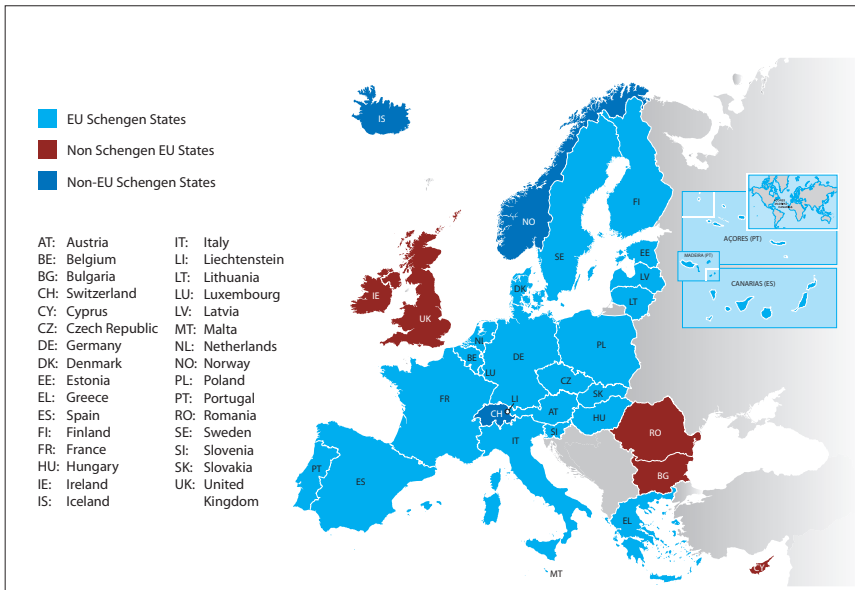 EU Schengen States
Non Schengen EU States
Non-EU Schengen States
AT: Austria
BE: Belgium
BG: Bulgaria
CH: Switzerland
CY: Cyprus
CZ: Czech Republic
DE: Germany
DK: Denmark
EE: Estonia
EL: Greece
ES: Spain
FI: Finland
FR: France
HU: Hungary
IE: Ireland
IS: Iceland
IT: Italy
LI: Liechtenstein
LT: Lithuania
LU: Luxembourg
LV: Latvia
MT: Malta
NL: Netherlands
NO: Norway
PL: Poland
PT: Portugal
RO: Romania
SE: Sweden
SI: Slovenia
SK: Slovakia
UK: United
Kingdom
IS
NO
FI
SE
EE
LV
LT
DK
IE
UK
NL
BE
LU
DE
PL
CZ
SK
LI
CH
AT
HU
SI
FR
IT
RO
BG
PT
ES
EL
MT
CY
AÇORES (PT)
MADEIRA (PT)
CANARIAS (ES)